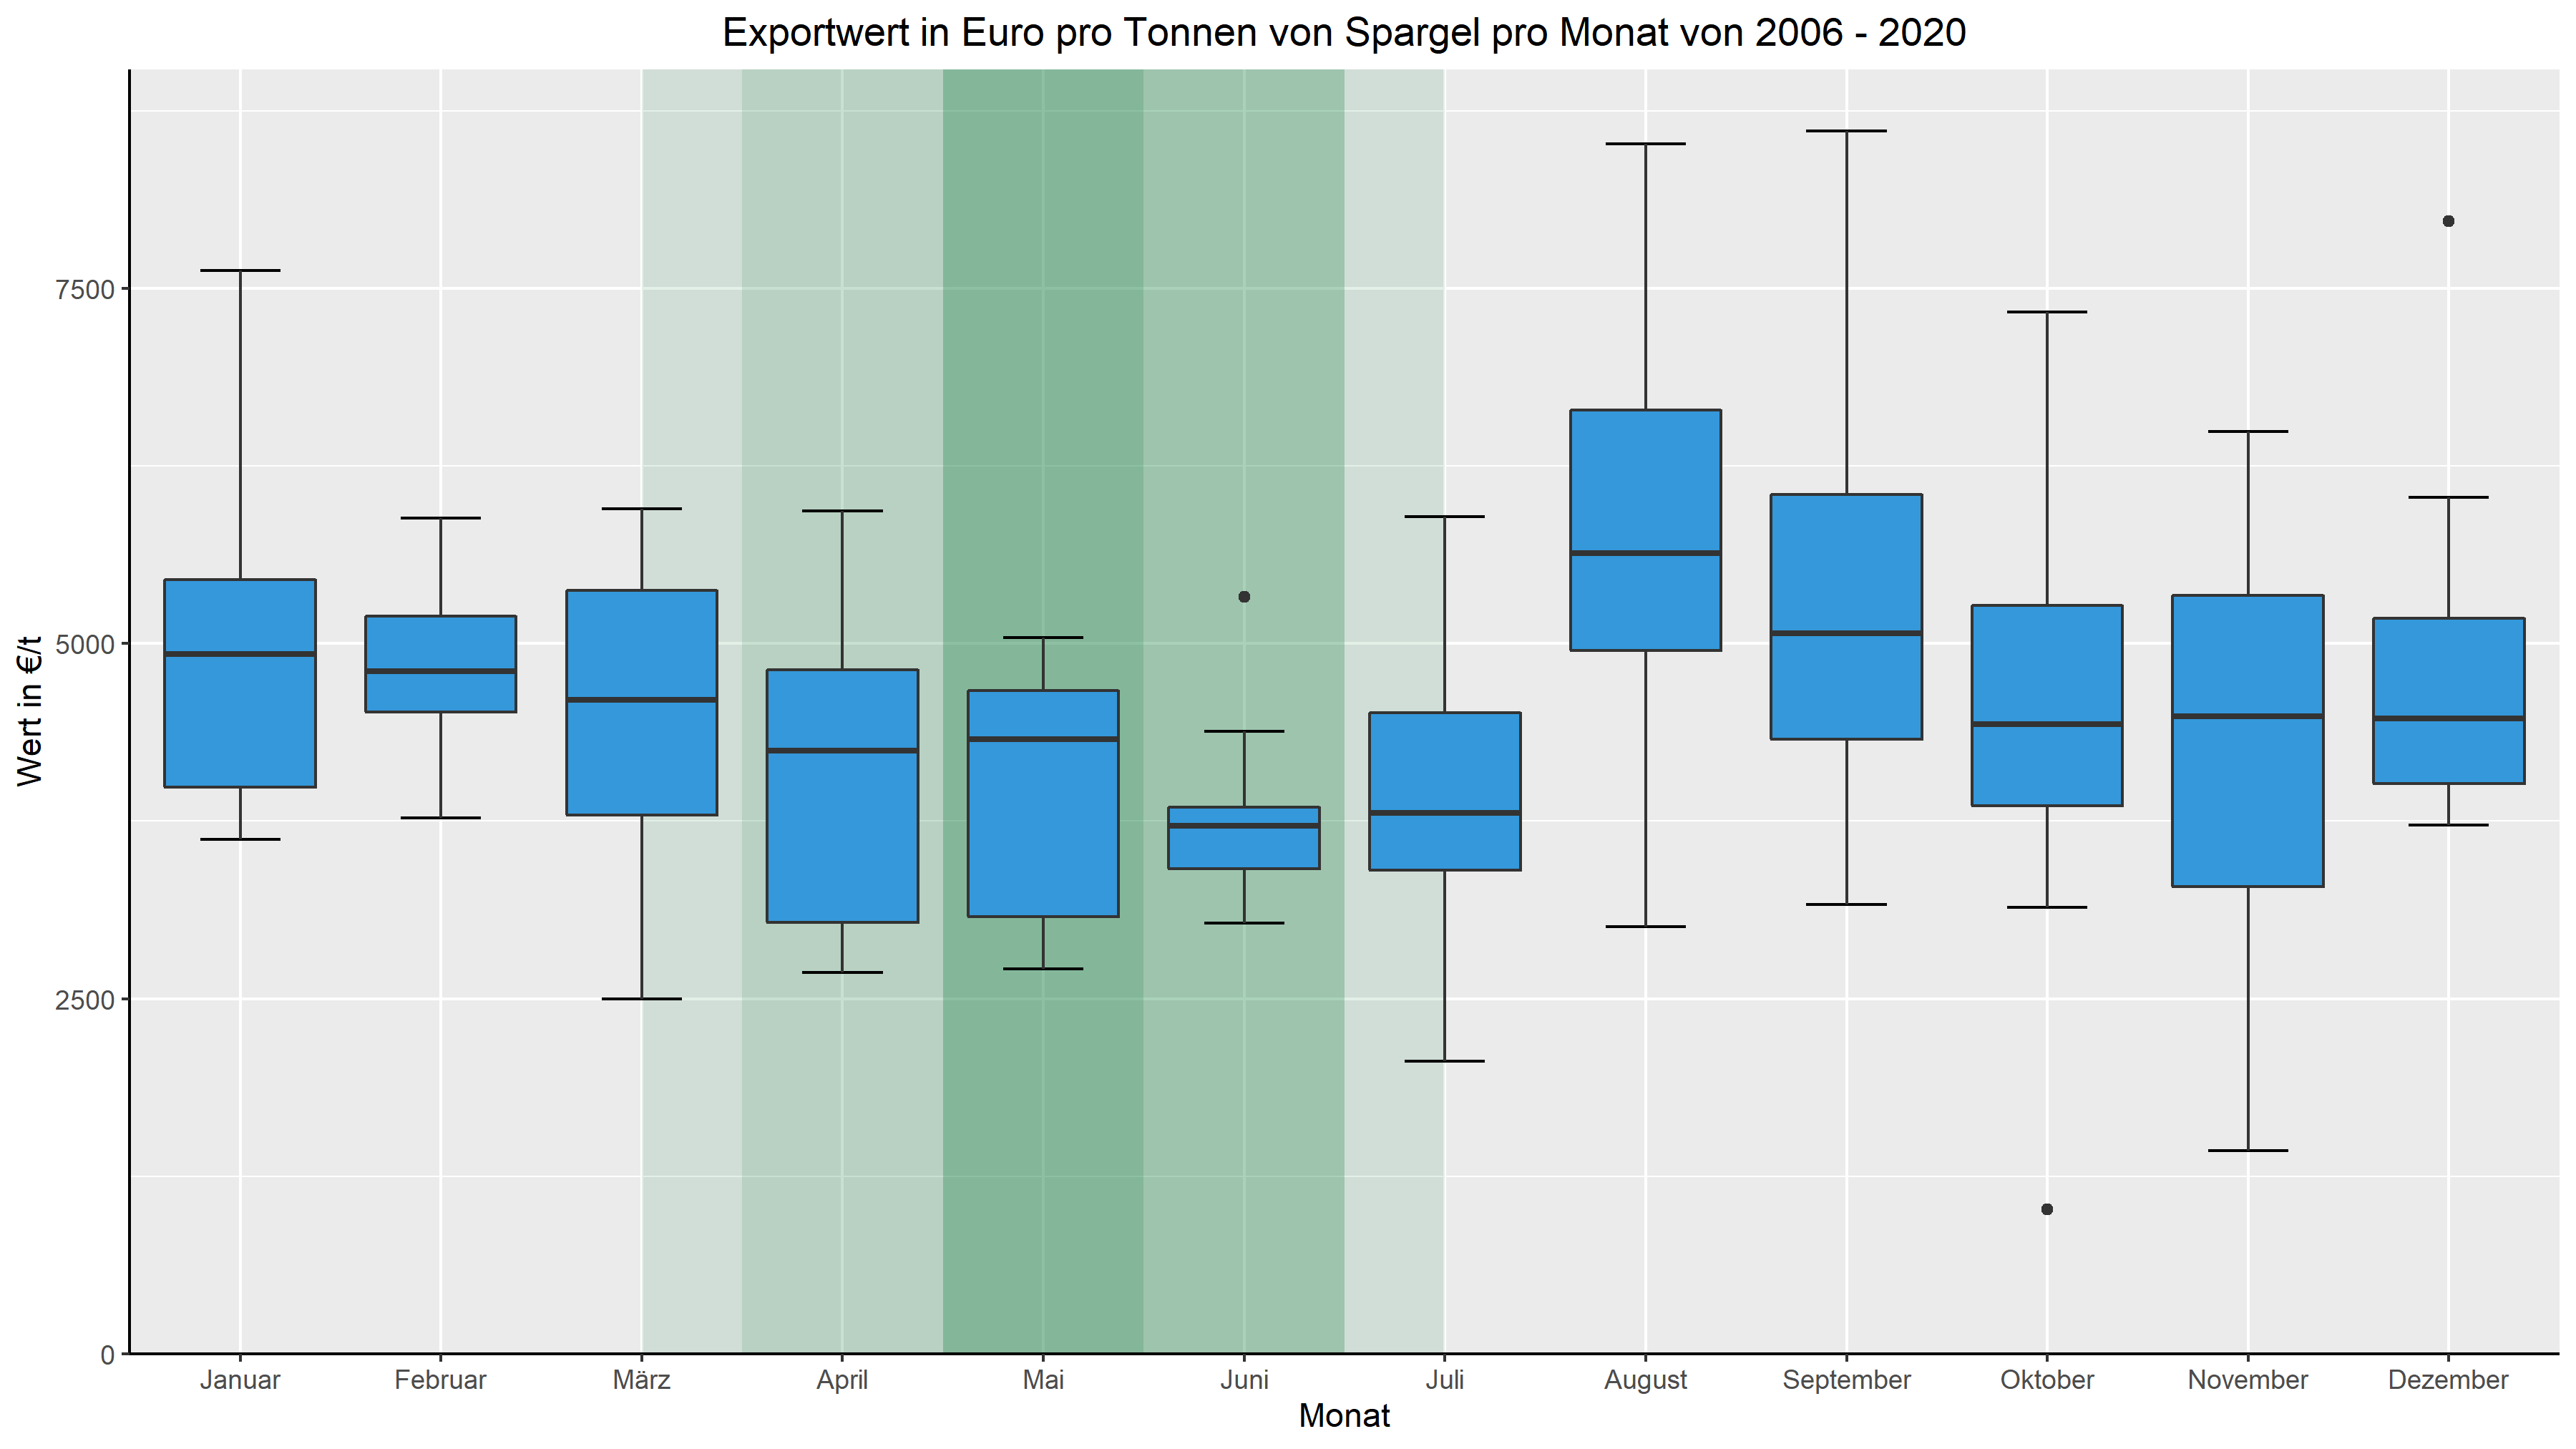 Exportwert in Euro pro Tonnen von Spargel pro Monat von 2006 - 2020
Wert in €/t
7500
5000
2500
0
Januar Februar März April Mai Juni Juli August September Oktober November Dezember
Monat